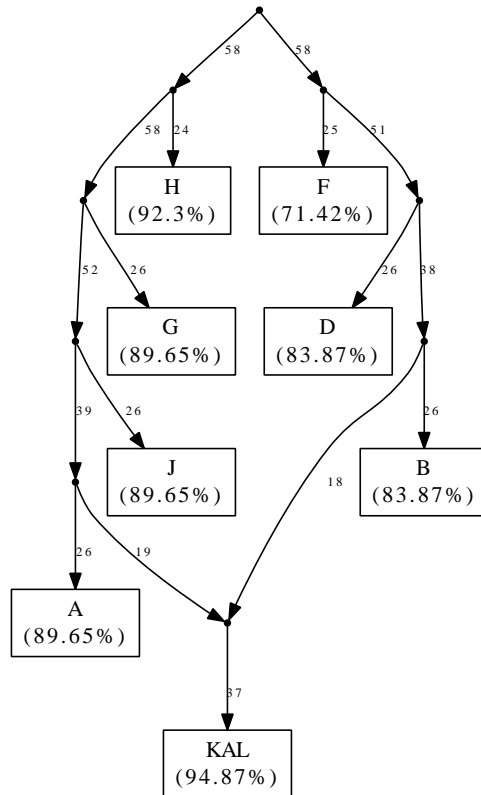 58 58
58 24 25 51
H
(92.3%)
F
(71.42%)
52 26 26 38
G
(89.65%)
D
(83.87%)
39 26 26
J
(89.65%)
B
(83.87%)
18
26 19
A
(89.65%)
37
KAL
(94.87%)